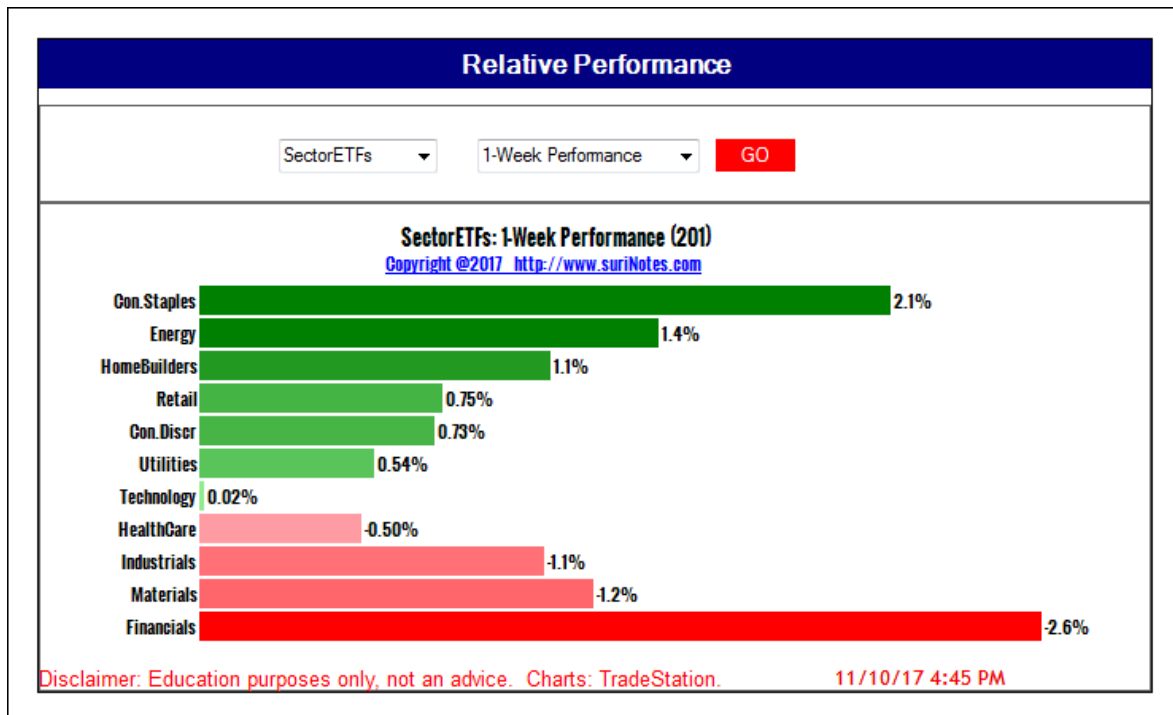 Relative Performance
SectorETFs 1-Week Performance GO
SectorETFs: 1-Week Performance (201)
Copyright @2017 http://www.suriNotes.com
Con.Staples 2.1%
Energy 1.4%
HomeBuilders 1.1%
Retail 0.75%
Con.Discr 0.73%
Utilities 0.54%
Technology 0.02%
HealthCare -0.50%
Industrials -1.1%
Materials -1.2%
Financials -2.6%
Disclaimer: Education purposes only, not an advice. Charts: TradeStation. 11/10/17 4:45 PM